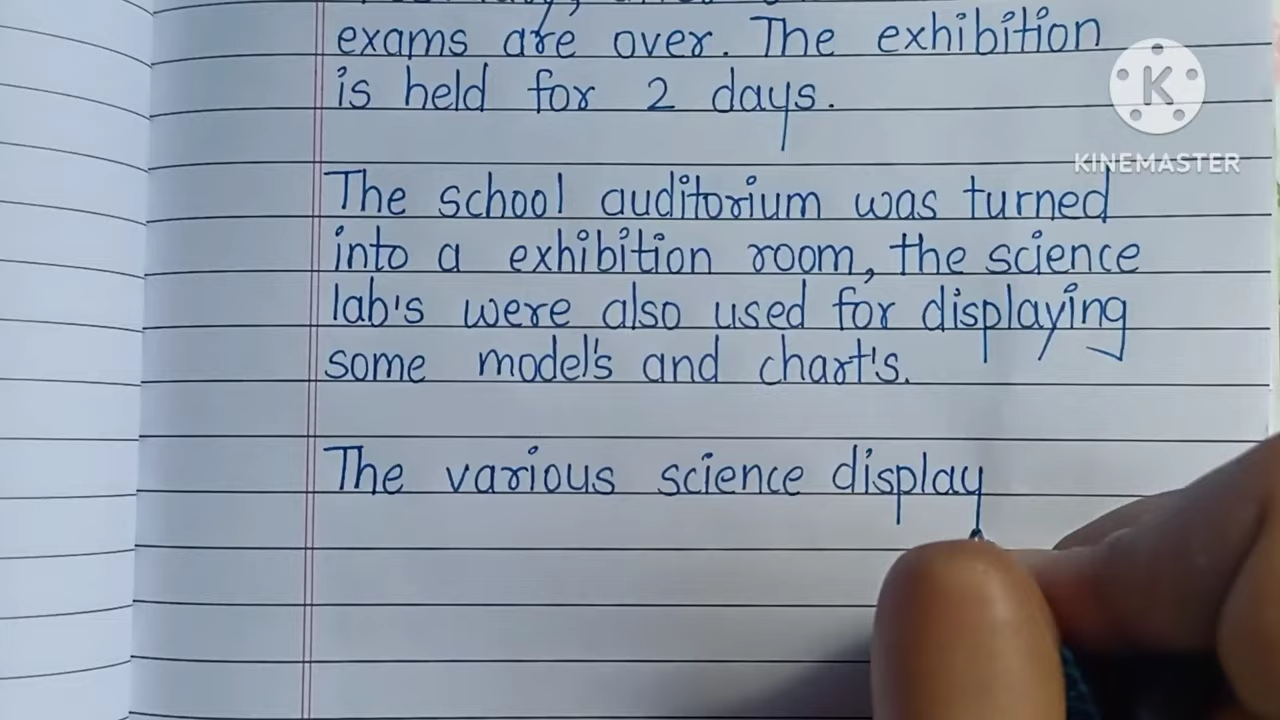 exams are over. The exhibition
is held for 2 days.
The school auditorium was turned
into a exhibition room, the science
lab's were also used for displaying
some model's and chart's.
The various science display
K
KINEMASTER